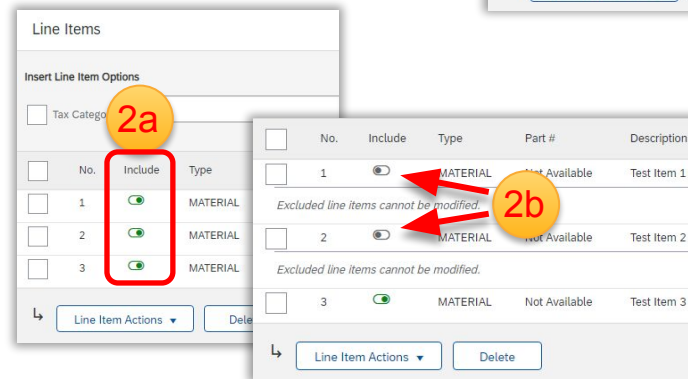 Line Items
Insert Line Item Options
Tax Catego
2a
No. Include Type
1 MATERIAL
2 MATERIAL
3 MATERIAL
Line Item Actions Dele
No. Include Type Part # Description
1 MATERIAL Not Available Test Item 1
Excluded line items cannot be modified.
2b
2 MATERIAL Not Available Test Item 2
Excluded line items cannot be modified.
3 MATERIAL Not Available Test Item 3
Line Item Actions Delete